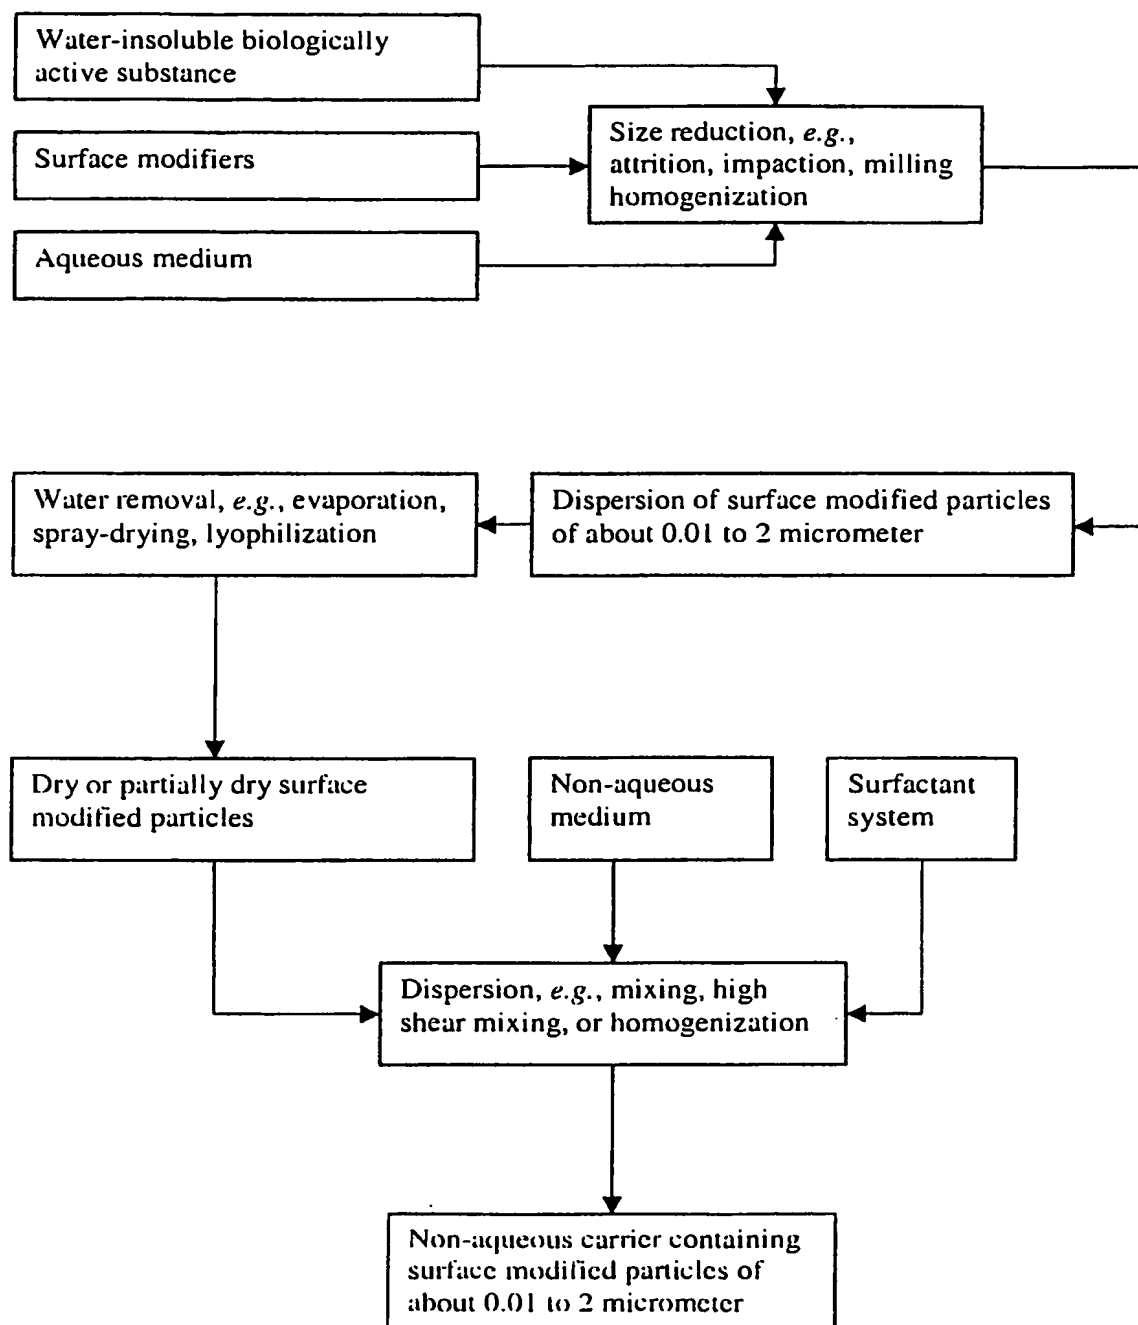 Water-insoluble biologically
active substance
Surface modifiers
Aqueous medium
Size reduction, e.g.,
attrition, impaction, milling
homogenization
Water removal, e.g., evaporation,
spray-drying, lyophilization
Dispersion of surface modified particles
of about 0.01 to 2 micrometer
Dry or partially dry surface
modified particles
Non-aqueous
medium
Surfactant
system
Dispersion, e.g., mixing, high
shear mixing, or homogenization
Non-aqueous carrier containing
surface modified particles of
about 0.01 to 2 micrometer